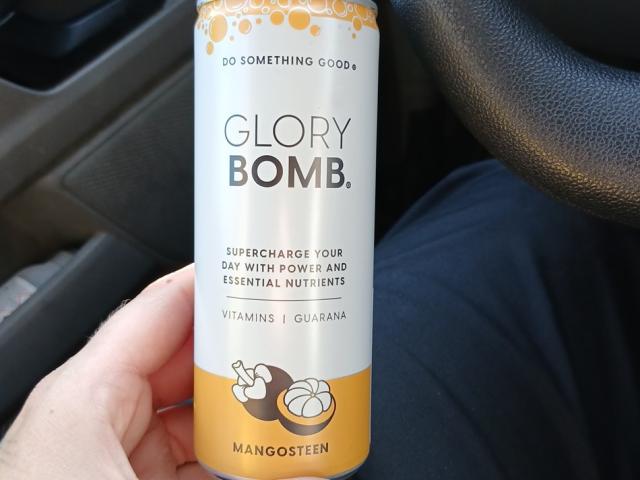 DO SOMETHING GOOD®
GLORY
BOMB®
SUPERCHARGE YOUR
DAY WITH POWER AND
ESSENTIAL NUTRIENTS
VITAMINS | GUARANA
MANGOSTEEN